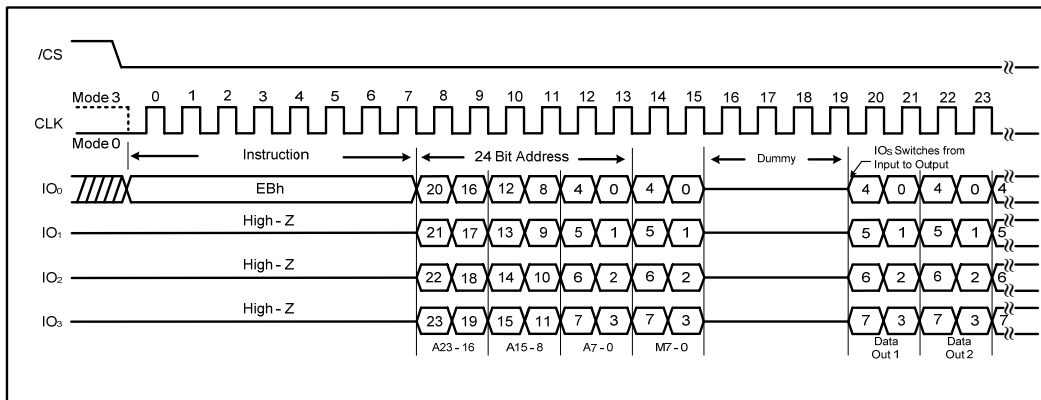 /CS
Mode 3 0 1 2 3 4 5 6 7 8 9 10 11 12 13 14 15 16 17 18 19 20 21 22 23
CLK
Mode 0
Instruction 24 Bit Address Dummy IOS Switches from
Input to Output
IO0 EBh 20 16 12 8 4 0 4 0 4 0 4 0 4
High - Z
IO1 21 17 13 9 5 1 5 1 5 1 5 1 5
High - Z
IO2 22 18 14 10 6 2 6 2 6 2 6 2 6
High - Z
IO3 23 19 15 11 7 3 7 3 7 3 7 3 7
A23 - 16 A15 - 8 A7 - 0 M7 - 0 Data Data
Out 1 Out 2